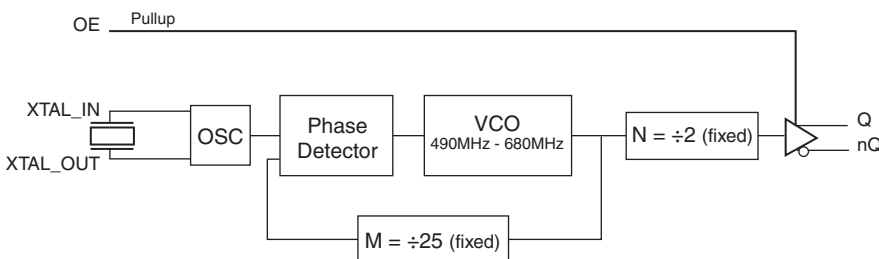 OE Pullup
XTAL_IN
XTAL_OUT
OSC
Phase
Detector
VCO
490MHz - 680MHz
N = ÷2 (fixed)
Q
nQ
M = ÷25 (fixed)